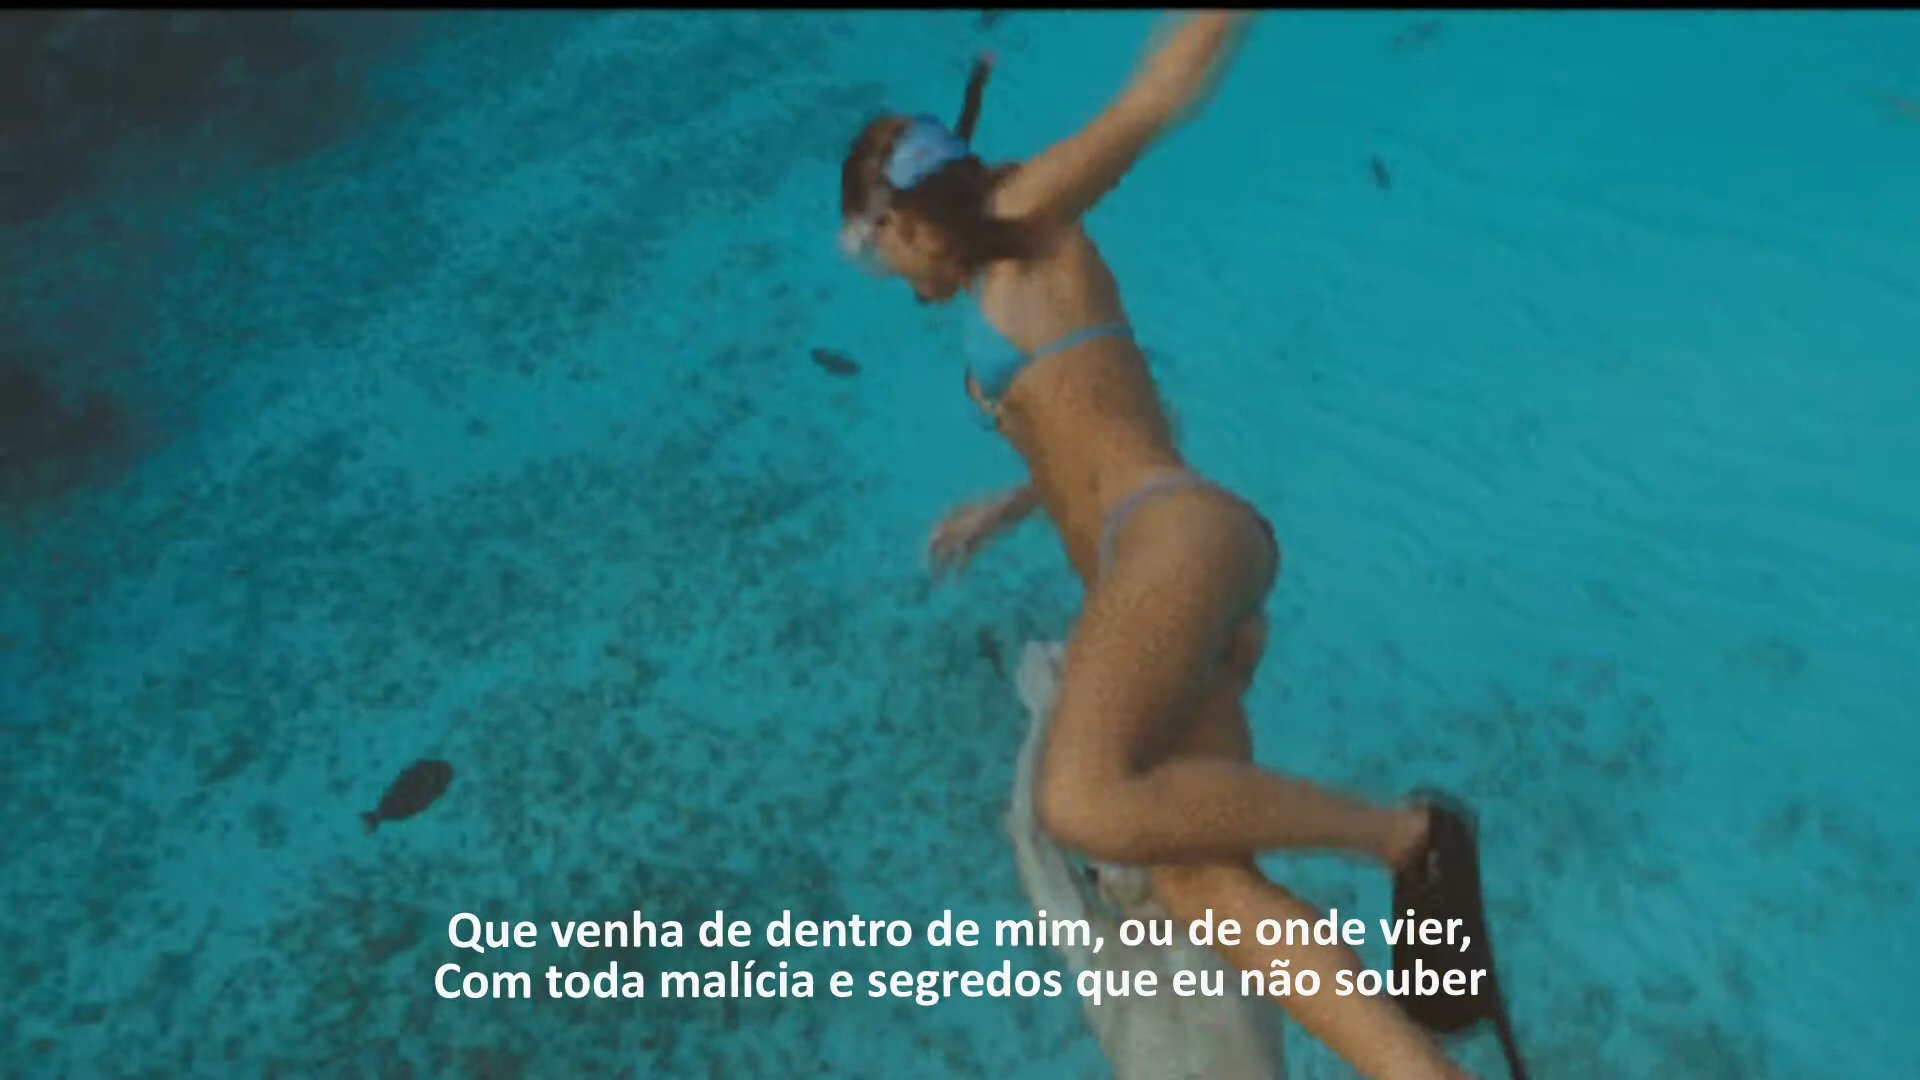 Que venha de dentro de mim, ou de onde vier,
Com toda malícia e segredos que eu não souber